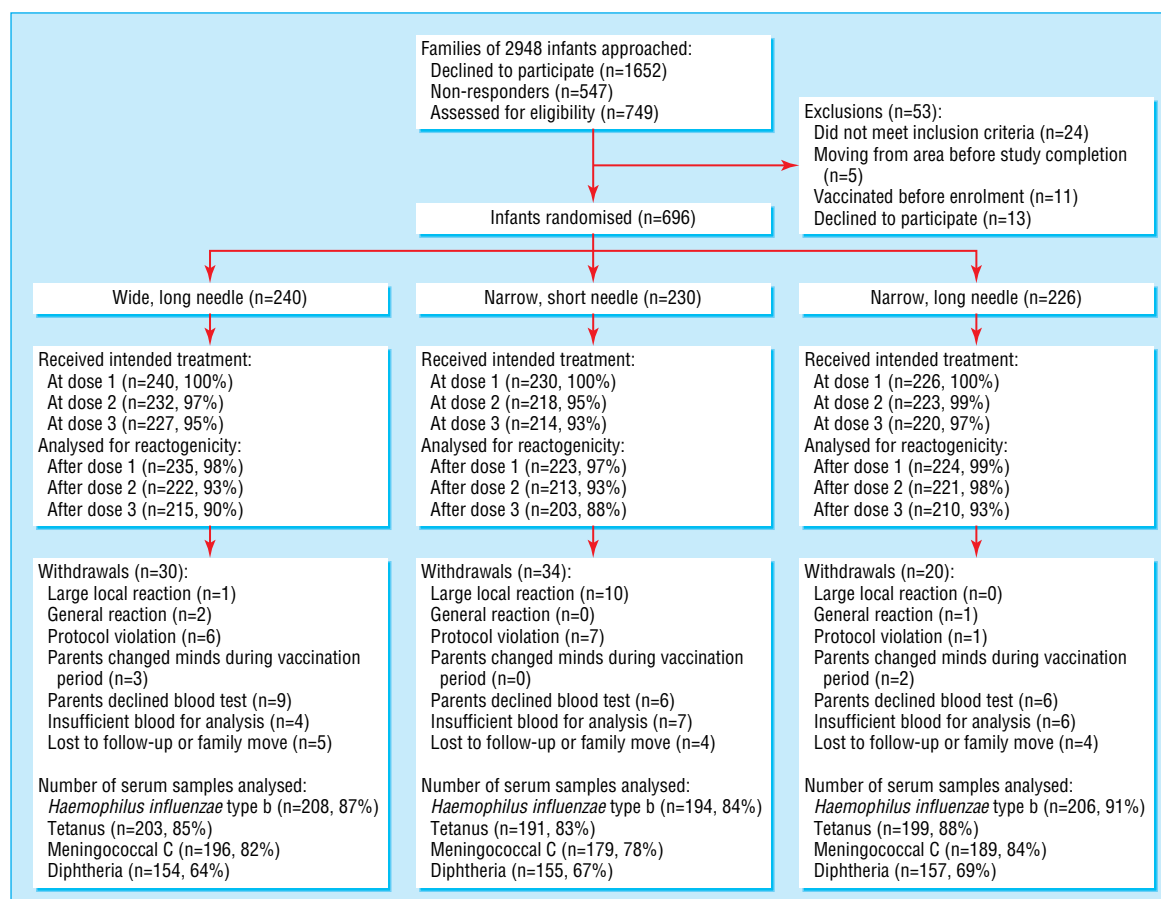 Families of 2948 infants approached:
Declined to participate (n=1652)
Non-responders (n=547)
Assessed for eligibility (n=749)
Exclusions (n=53):
Did not meet inclusion criteria (n=24)
Moving from area before study completion
(n=5)
Vaccinated before enrolment (n=11)
Declined to participate (n=13)
Infants randomised (n=696)
Wide, long needle (n=240)
Narrow, short needle (n=230)
Narrow, long needle (n=226)
Received intended treatment:
At dose 1 (n=240, 100%)
At dose 2 (n=232, 97%)
At dose 3 (n=227, 95%)
Analysed for reactogenicity:
After dose 1 (n=235, 98%)
After dose 2 (n=222, 93%)
After dose 3 (n=215, 90%)
Received intended treatment:
At dose 1 (n=230, 100%)
At dose 2 (n=218, 95%)
At dose 3 (n=214, 93%)
Analysed for reactogenicity:
After dose 1 (n=223, 97%)
After dose 2 (n=213, 93%)
After dose 3 (n=203, 88%)
Received intended treatment:
At dose 1 (n=226, 100%)
At dose 2 (n=223, 99%)
At dose 3 (n=220, 97%)
Analysed for reactogenicity:
After dose 1 (n=224, 99%)
After dose 2 (n=221, 98%)
After dose 3 (n=210, 93%)
Withdrawals (n=30):
Large local reaction (n=1)
General reaction (n=2)
Protocol violation (n=6)
Parents changed minds during vaccination
period (n=3)
Parents declined blood test (n=9)
Insufficient blood for analysis (n=4)
Lost to follow-up or family move (n=5)
Number of serum samples analysed:
Haemophilus influenzae type b (n=208, 87%)
Tetanus (n=203, 85%)
Meningococcal C (n=196, 82%)
Diphtheria (n=154, 64%)
Withdrawals (n=34):
Large local reaction (n=10)
General reaction (n=0)
Protocol violation (n=7)
Parents changed minds during vaccination
period (n=0)
Parents declined blood test (n=6)
Insufficient blood for analysis (n=7)
Lost to follow-up or family move (n=4)
Number of serum samples analysed:
Haemophilus influenzae type b (n=194, 84%)
Tetanus (n=191, 83%)
Meningococcal C (n=179, 78%)
Diphtheria (n=155, 67%)
Withdrawals (n=20):
Large local reaction (n=0)
General reaction (n=1)
Protocol violation (n=1)
Parents changed minds during vaccination
period (n=2)
Parents declined blood test (n=6)
Insufficient blood for analysis (n=6)
Lost to follow-up or family move (n=4)
Number of serum samples analysed:
Haemophilus influenzae type b (n=206, 91%)
Tetanus (n=199, 88%)
Meningococcal C (n=189, 84%)
Diphtheria (n=157, 69%)